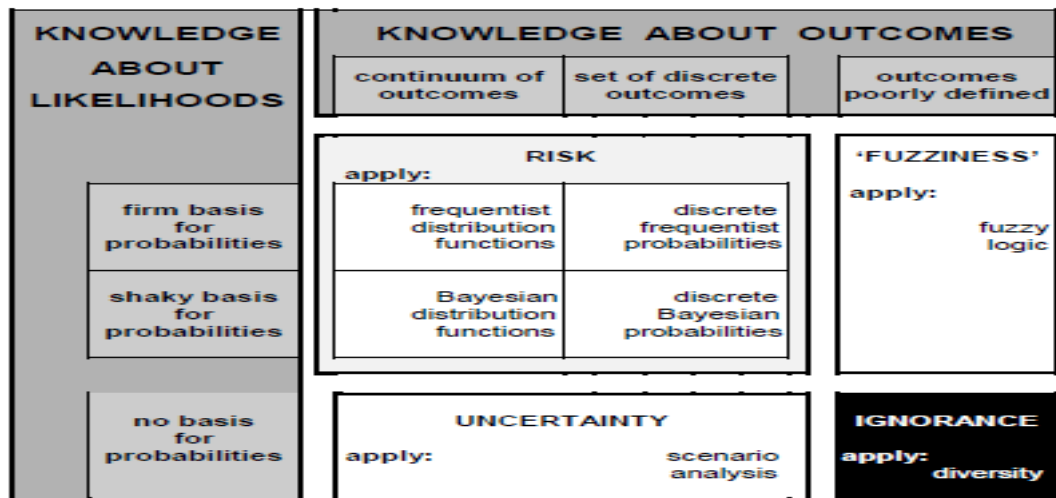 KNOWLEDGE
ABOUT
LIKELIHOODS
KNOWLEDGE ABOUT OUTCOMES
continuum of
outcomes
set of discrete
outcomes
outcomes
poorly defined
RISK
apply:
‘FUZZINESS’
apply:
fuzzy
logic
firm basis
for
probabilities
frequentist
distribution
functions
discrete
frequentist
probabilities
shaky basis
for
probabilities
Bayesian
distribution
functions
discrete
Bayesian
probabilities
no basis
for
probabilities
UNCERTAINTY
apply:
scenario
analysis
IGNORANCE
apply:
diversity